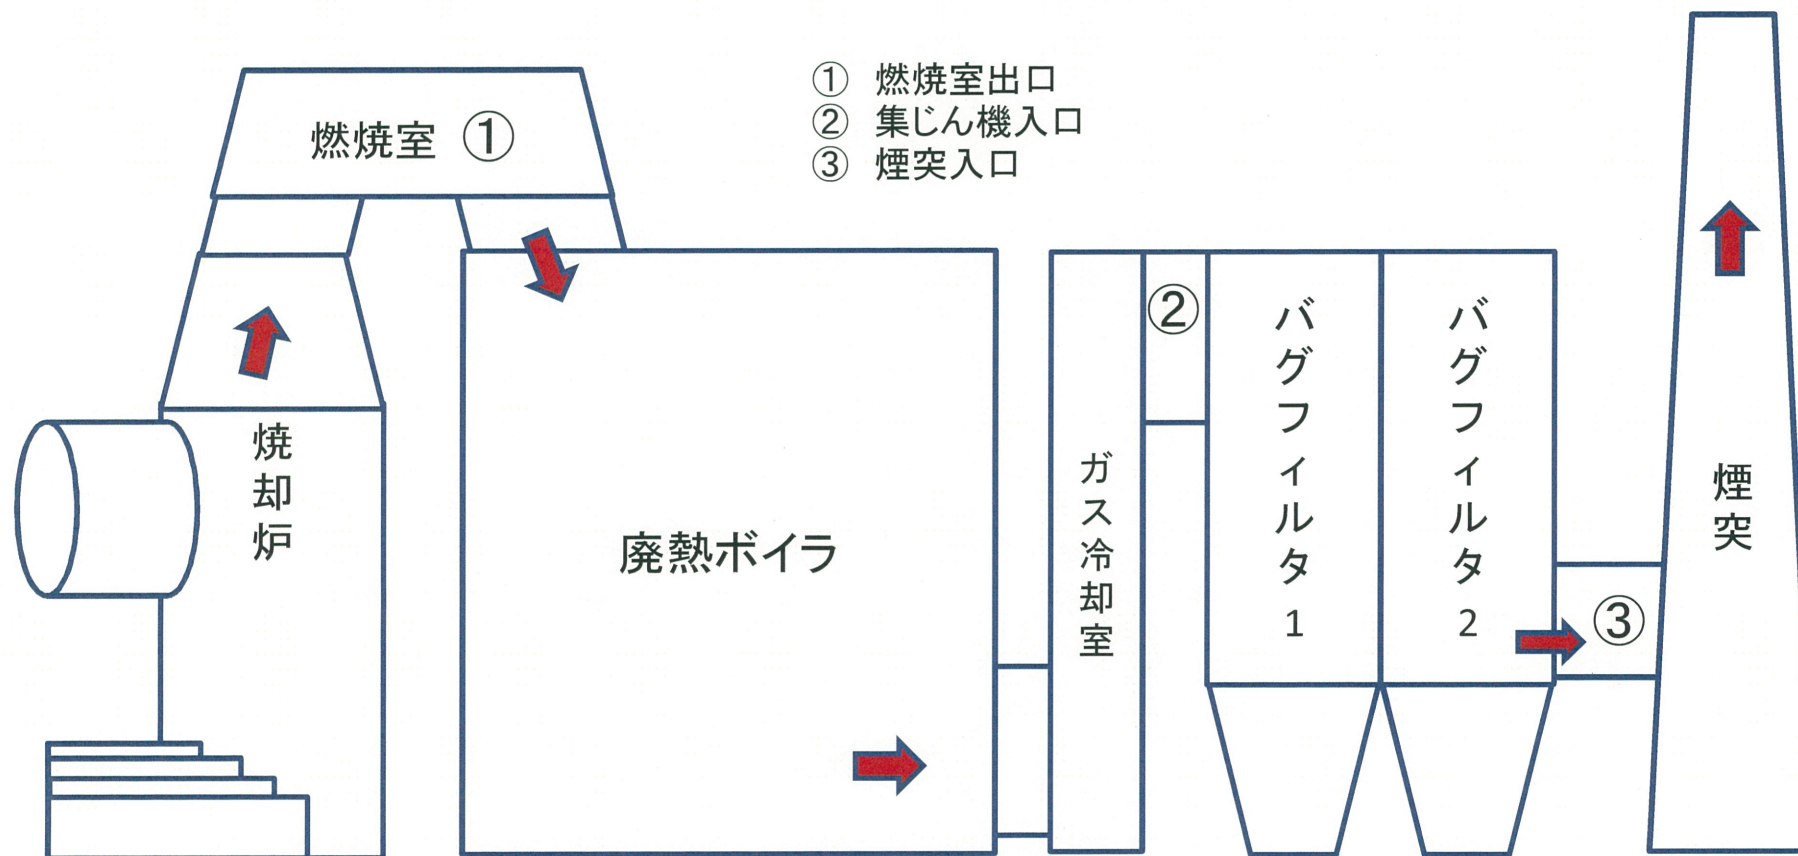 ① 燃焼室出口
② 集じん機入口
③ 煙突入口
燃焼室 ①
焼却炉
廃熱ボイラ
ガス冷却室
②
バグフィルタ1
バグフィルタ2
③
煙突